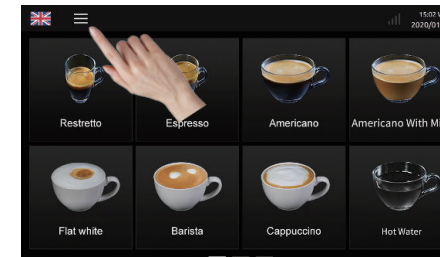 15:02 W
2020/01
Restretto
Espresso
Americano
Americano With Mi
Flat white
Barista
Cappuccino
Hot Water